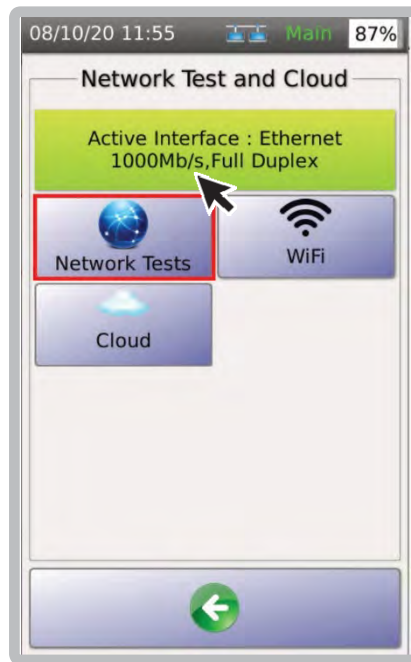 08/10/20 11:55 Main 87%
Network Test and Cloud
Active Interface : Ethernet
1000Mb/s,Full Duplex
Network Tests
WiFi
Cloud